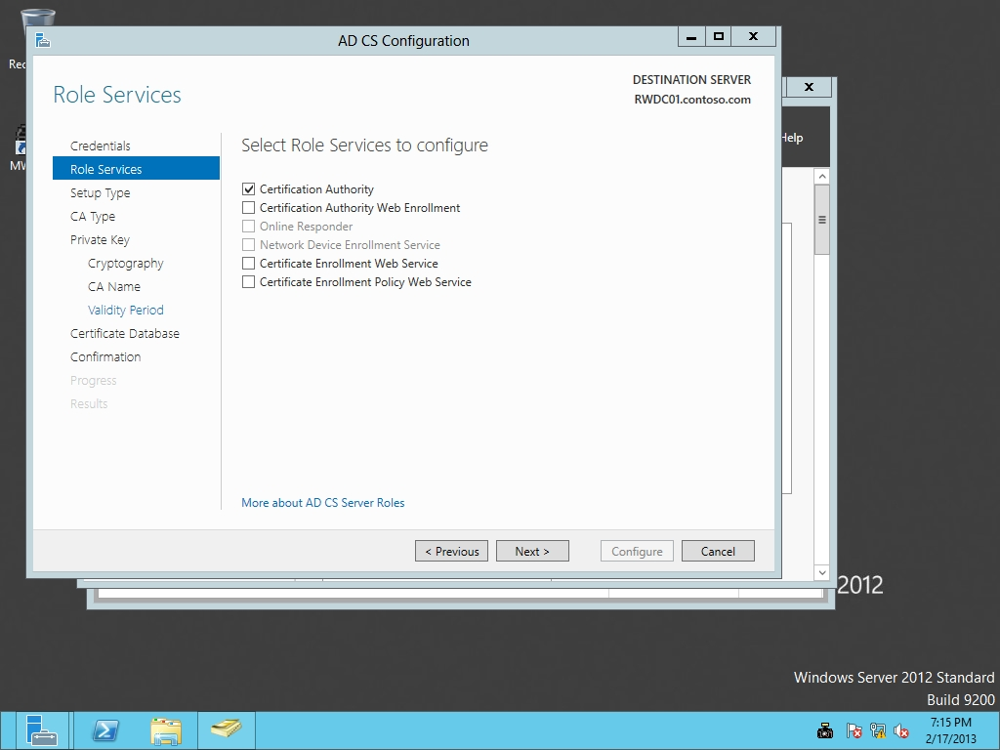 AD CS Configuration
Rec
Role Services
DESTINATION SERVER
RWDC01.contoso.com
Help
MW
Credentials
Role Services
Setup Type
CA Type
Private Key
Cryptography
CA Name
Validity Period
Certificate Database
Confirmation
Progress
Results
Select Role Services to configure
Certification Authority
Certification Authority Web Enrollment
Online Responder
Network Device Enrollment Service
Certificate Enrollment Web Service
Certificate Enrollment Policy Web Service
More about AD CS Server Roles
< Previous
Next >
Configure
Cancel
2012
Windows Server 2012 Standard
Build 9200
7:15 PM
2/17/2013